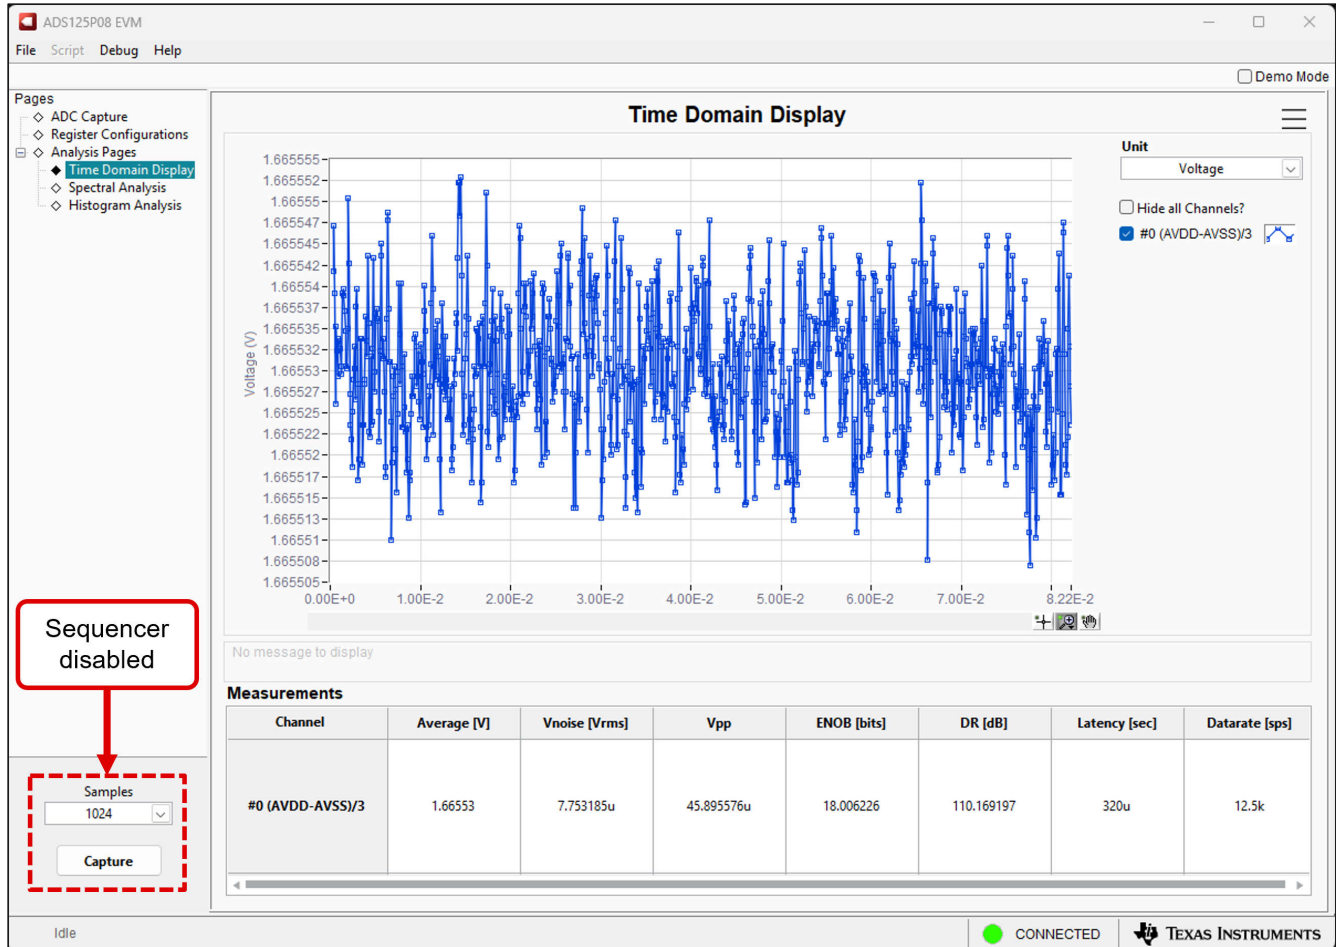 ADS125P08 EVM
File Script Debug Help
Demo Mode
Pages
ADC Capture
Register Configurations
Analysis Pages
Time Domain Display
Spectral Analysis
Histogram Analysis
Time Domain Display
Unit
Voltage
Hide all Channels?
#0 (AVDD-AVSS)/3
Voltage (V)
1.665555
1.665552
1.66555
1.665547
1.665545
1.665542
1.66554
1.665537
1.665535
1.665532
1.66553
1.665527
1.665525
1.665522
1.66552
1.665517
1.665515
1.665513
1.66551
1.665508
1.665505
0.00E+0 1.00E-2 2.00E-2 3.00E-2 4.00E-2 5.00E-2 6.00E-2 7.00E-2 8.22E-2
No message to display
Sequencer
disabled
Measurements
Channel Average [V] Vnoise [Vrms] Vpp ENOB [bits] DR [dB] Latency [sec] Datarate [sps]
#0 (AVDD-AVSS)/3 1.66553 7.753185u 45.895576u 18.006226 110.169197 320u 12.5k
Samples
1024
Capture
Idle
CONNECTED
TEXAS INSTRUMENTS